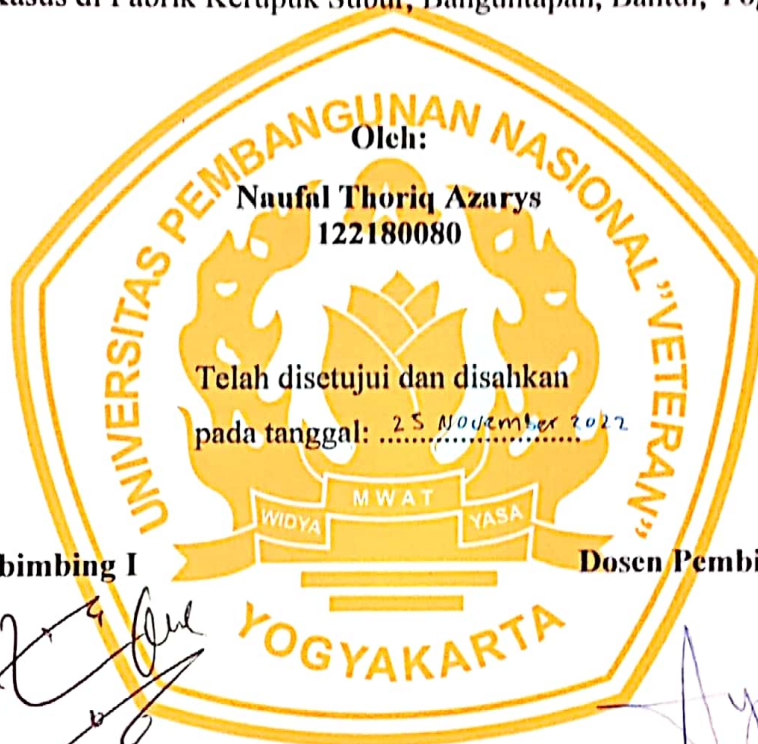 Kasus di Pabrik Kerupuk Subur, Banguntapan, Bantul,
UNIVERSITAS PEMBANGUNAN NASIONAL "VETERAN"
Oleh:
Naufal Thoriq Azarys
122180080
Telah disetujui dan disahkan
pada tanggal: 25 November 2022
WIDYA MWAT YASA
YOGYAKARTA
bimbing I
Dosen Pembi